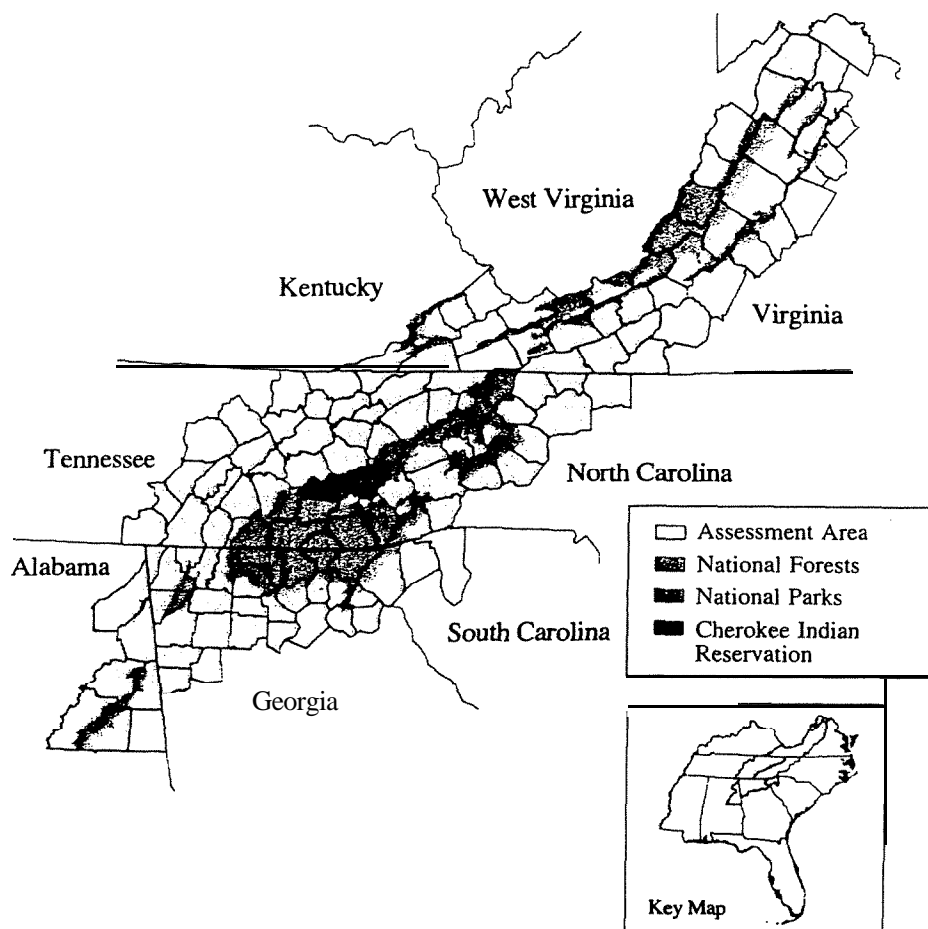 West Virginia
Kentucky
Virginia
Tennessee
North Carolina
Alabama
South Carolina
Georgia
Assessment Area
National Forests
National Parks
Cherokee Indian
Reservation
Key Map